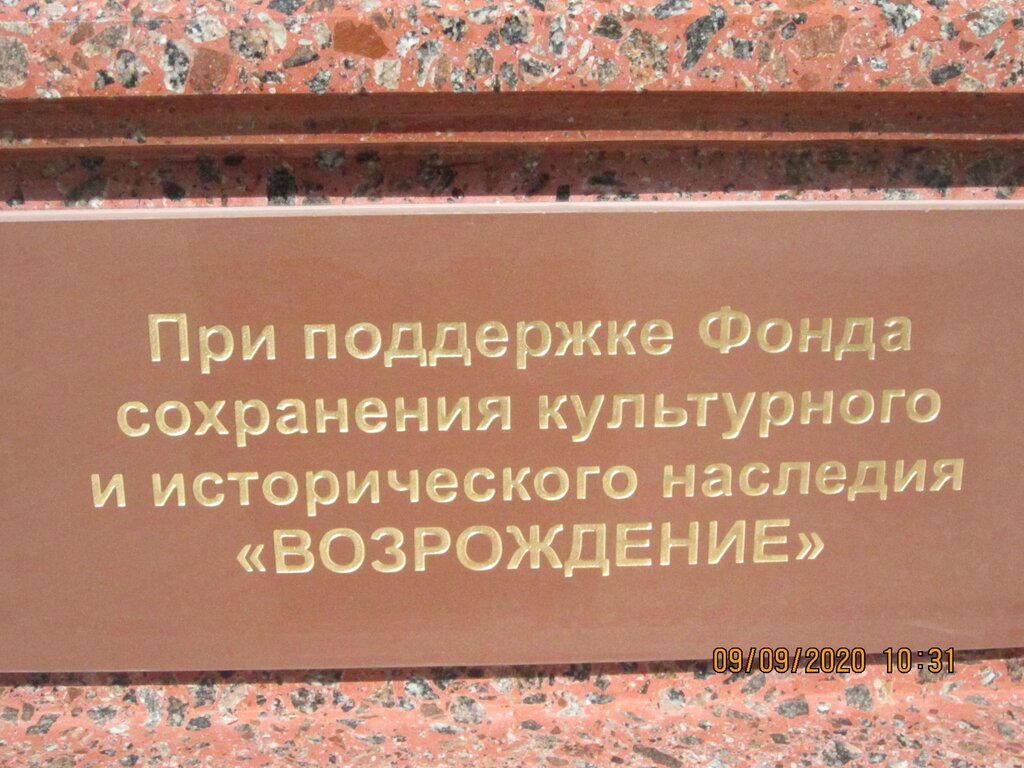 При поддержке Фонда
сохранения культурного
и исторического наследия
«ВОЗРОЖДЕНИЕ»
09/09/2020 10:31